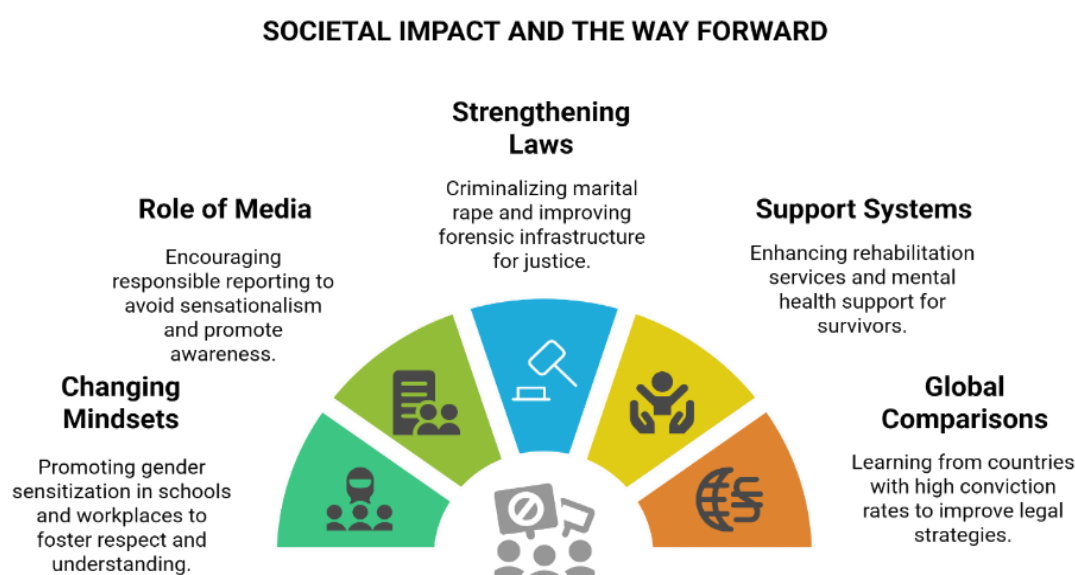 SOCIETAL IMPACT AND THE WAY FORWARD
Strengthening
Laws
Criminalizing marital
rape and improving
forensic infrastructure
for justice.
Role of Media
Encouraging
responsible reporting to
avoid sensationalism
and promote
awareness.
Support Systems
Enhancing rehabilitation
services and mental
health support for
survivors.
Changing
Mindsets
Promoting gender
sensitization in schools
and workplaces to
foster respect and
understanding.
Global
Comparisons
Learning from countries
with high conviction
rates to improve legal
strategies.